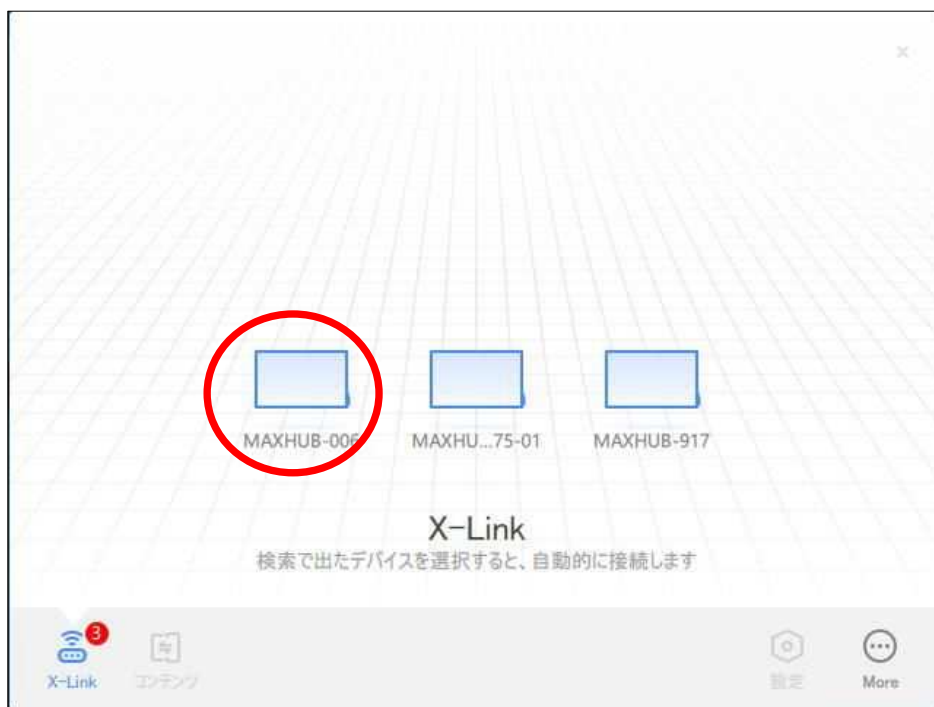 MAXHUB-006
MAXHU...75-01
MAXHUB-917
X-Link
検索で出たデバイスを選択すると、自動的に接続します
3
X-Link
コンテンツ
設定
More